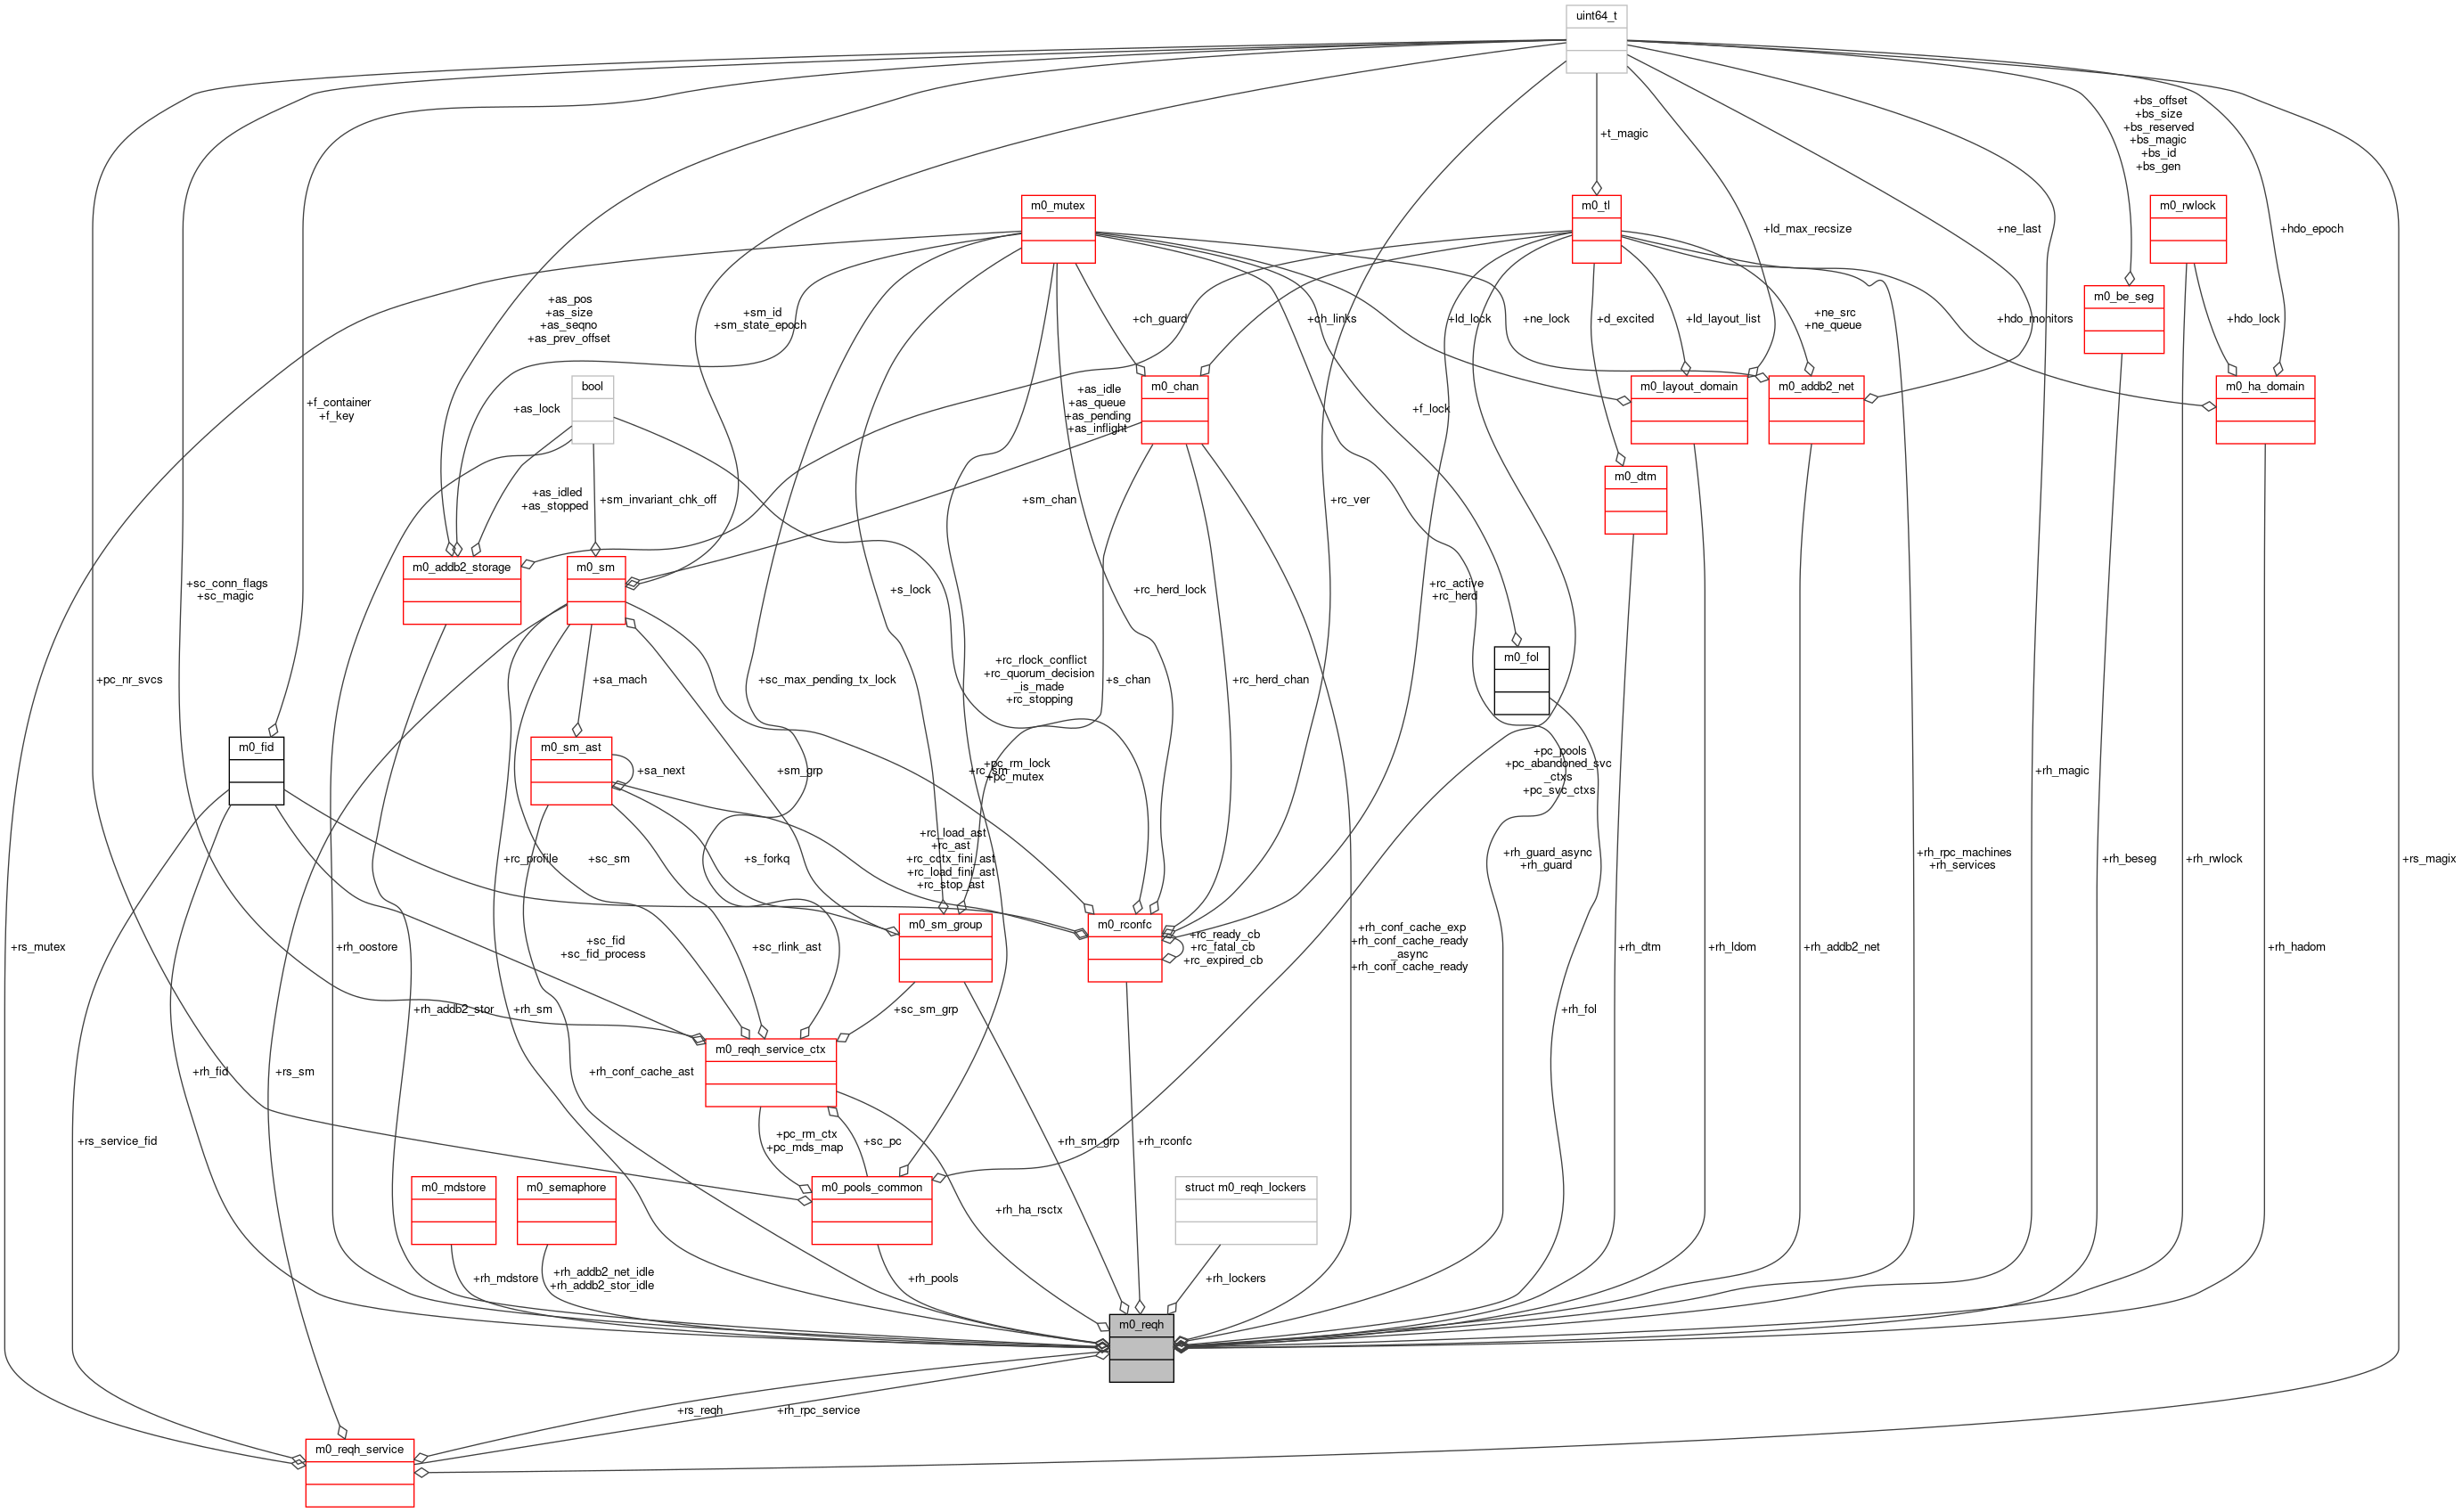 uint64_t
+bs_offset
+bs_size
+bs_reserved
+bs_magic
+bs_id
+bs_gen
+t_magic
m0_mutex
m0_tl
m0_rwlock
+ld_max_recsize
+ne_last
+hdo_epoch
m0_be_seg
+as_pos
+as_size
+as_seqno
+as_prev_offset
+sm_id
+sm_state_epoch
+ch_guard
+ch_links
+ld_lock
+ne_lock
+d_excited
+ld_layout_list
+ne_src
+ne_queue
+hdo_monitors
+hdo_lock
bool
m0_chan
m0_layout_domain
m0_addb2_net
m0_ha_domain
+f_container
+f_key
+as_lock
+as_idle
+as_queue
+as_pending
+as_inflight
+f_lock
m0_dtm
+as_idled
+as_stopped
+sm_invariant_chk_off
+sm_chan
+rc_ver
m0_addb2_storage
m0_sm
+sc_conn_flags
+sc_magic
+s_lock
+rc_herd_lock
+rc_active
+rc_herd
m0_fol
+pc_nr_svcs
+sa_mach
+sc_max_pending_tx_lock
+rc_rlock_conflict
+rc_quorum_decision
_is_made
+rc_stopping
+s_chan
+rc_herd_chan
m0_fid
m0_sm_ast
+sa_next
+sm_grp
+rc_sm
+pc_rm_lock
+pc_mutex
+pc_pools
+pc_abandoned_svc
_ctxs
+pc_svc_ctxs
+rh_magic
+rc_profile
+sc_sm
+s_forkq
+rc_load_ast
+rc_ast
+rc_cctx_fini_ast
+rc_load_fini_ast
+rc_stop_ast
+rh_guard_async
+rh_guard
+rh_rpc_machines
+rh_services
+rh_beseg
+rh_rwlock
+rs_magix
m0_sm_group
m0_rconfc
+rs_mutex
+rh_oostore
+sc_fid
+sc_fid_process
+sc_rlink_ast
+rc_ready_cb
+rc_fatal_cb
+rc_expired_cb
+rh_conf_cache_exp
+rh_conf_cache_ready
_async
+rh_conf_cache_ready
+rh_dtm
+rh_ldom
+rh_addb2_net
+rh_hadom
+rh_addb2_stor
+rh_sm
+sc_sm_grp
+rh_fol
m0_reqh_service_ctx
+rh_fid
+rs_sm
+rh_conf_cache_ast
+rs_service_fid
+pc_rm_ctx
+pc_mds_map
+sc_pc
+rh_sm_grp
+rh_rconfc
m0_mdstore
m0_semaphore
m0_pools_common
struct m0_reqh_lockers
+rh_ha_rsctx
+rh_mdstore
+rh_addb2_net_idle
+rh_addb2_stor_idle
+rh_pools
+rh_lockers
m0_reqh
+rs_reqh
+rh_rpc_service
m0_reqh_service